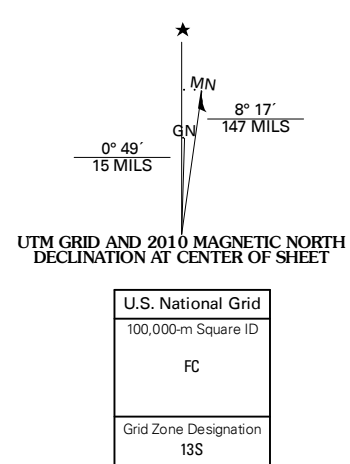 ★
MN
8° 17´
147 MILS
GN
0° 49´
15 MILS
UTM GRID AND 2010 MAGNETIC NORTH
DECLINATION AT CENTER OF SHEET
U.S. National Grid
100,000-m Square ID
FC
Grid Zone Designation
13S